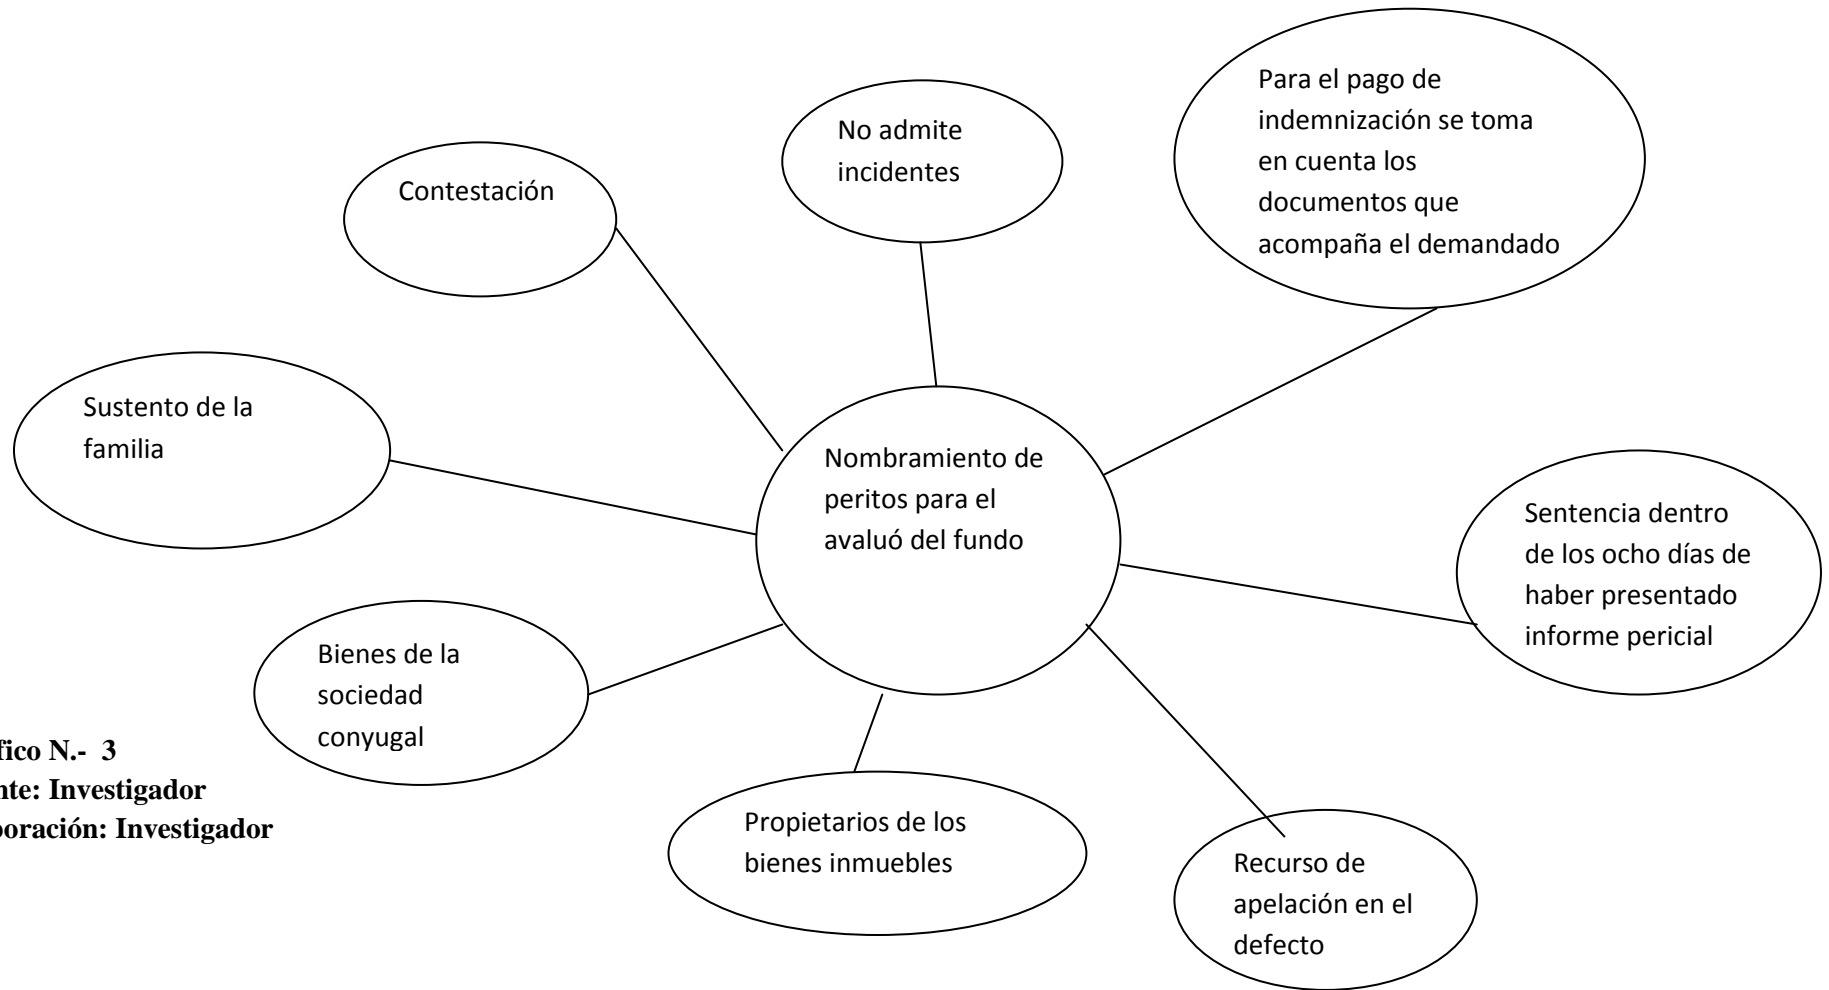 Para el pago de
indemnización se toma
en cuenta los
documentos que
acompaña el demandado
No admite
incidentes
Contestación
Sustento de la
familia
Nombramiento de
peritos para el
avaluó del fundo
Sentencia dentro
de los ocho días de
haber presentado
informe pericial
Bienes de la
sociedad
conyugal
Propietarios de los
bienes inmuebles
Recurso de
apelación en el
defecto
fico N.- 3
nte: Investigador
boración: Investigador